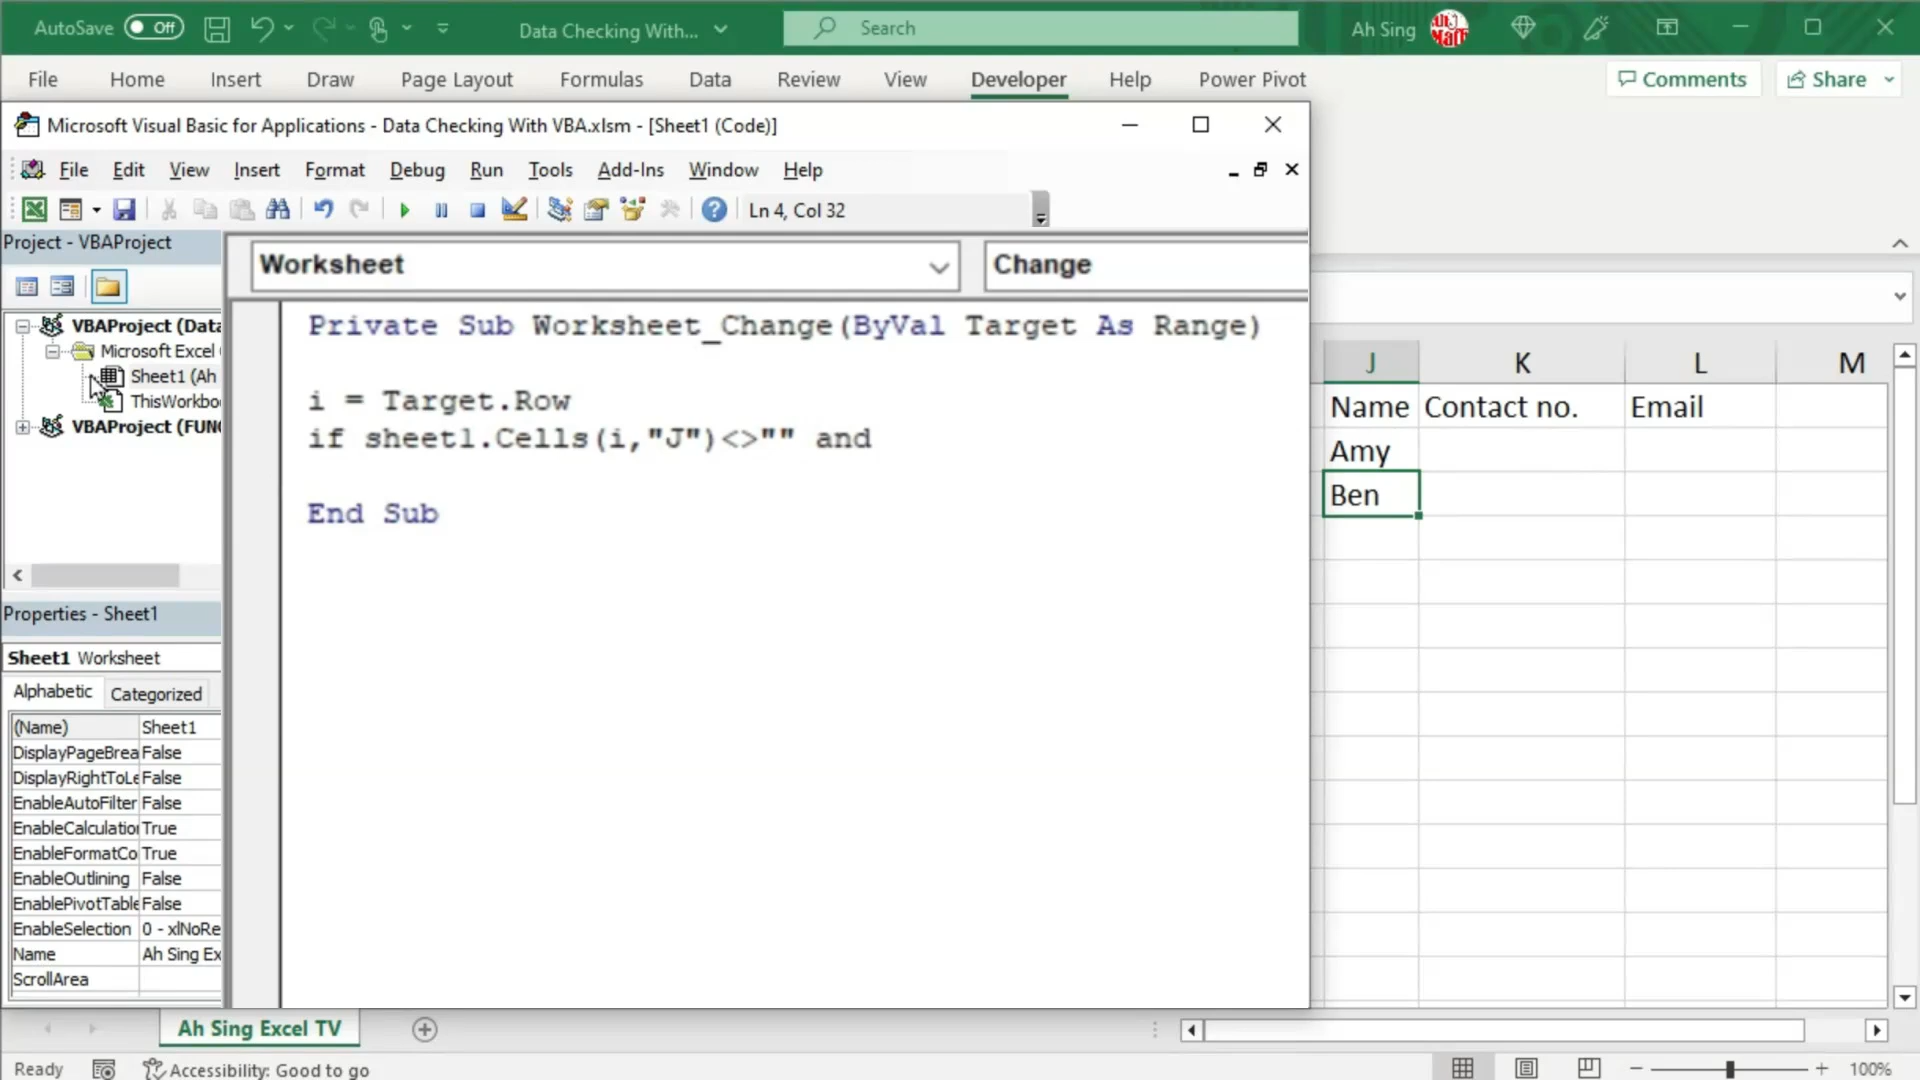 AutoSave Off Data Checking With... Search Ah Sing
File Home Insert Draw Page Layout Formulas Data Review View Developer Help Power Pivot Comments Share
Microsoft Visual Basic for Applications - Data Checking With VBA.xlsm - [Sheet1 (Code)]
File Edit View Insert Format Debug Run Tools Add-Ins Window Help
Ln 4, Col 32
Project - VBAProject
Worksheet Change
VBAProject (Data
Microsoft Excel
Sheet1 (Ah
ThisWorkbo
VBAProject (FUN
Private Sub Worksheet_Change(ByVal Target As Range)
i = Target.Row
if sheet1.Cells(i,"J")<>"" and
End Sub
J K L M
Name Contact no. Email
Amy
Ben
Properties - Sheet1
Sheet1 Worksheet
Alphabetic Categorized
(Name) Sheet1
DisplayPageBrea False
DisplayRightToLe False
EnableAutoFilter False
EnableCalculatio True
EnableFormatCo True
EnableOutlining False
EnablePivotTable False
EnableSelection 0 - xlNoRe
Name Ah Sing Ex
ScrollArea
Ah Sing Excel TV
Ready Accessibility: Good to go 100%